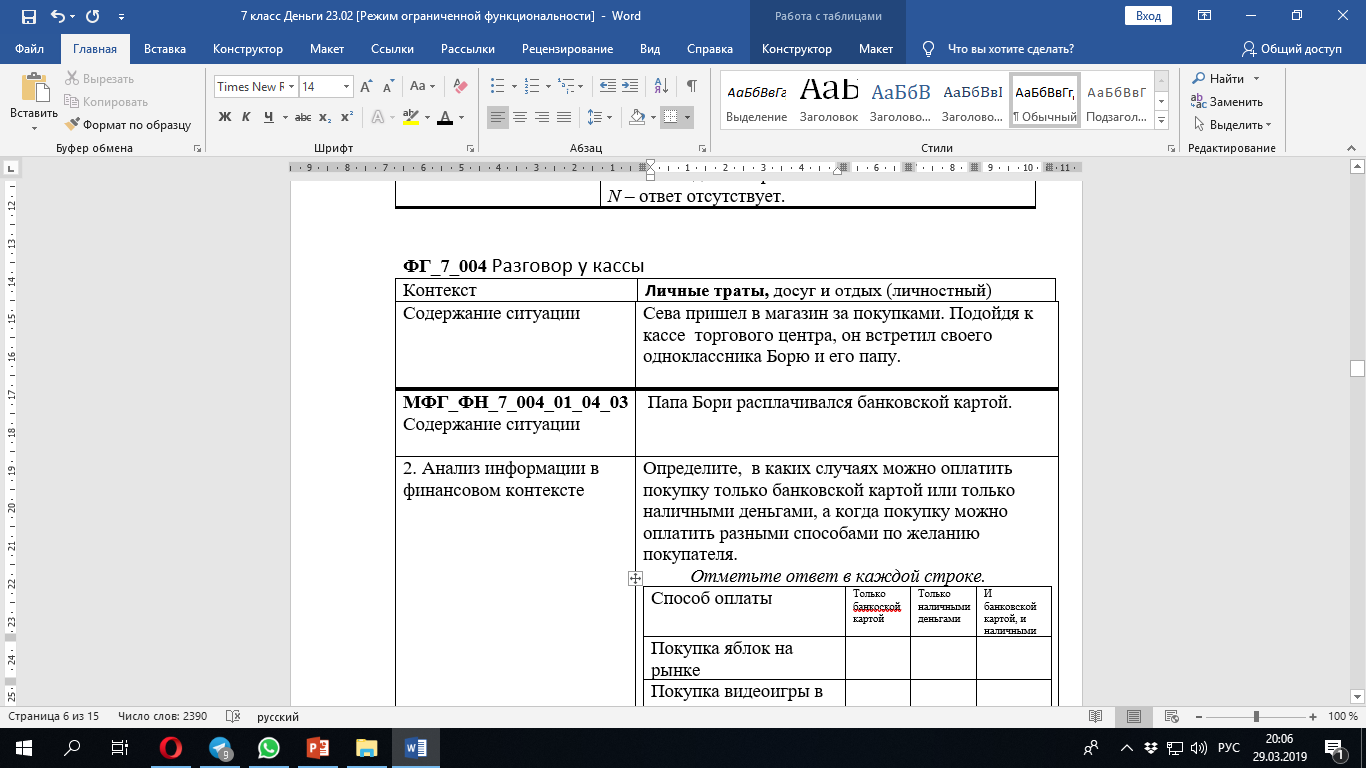 7 класс Деньги 23.02 [Режим ограниченной функциональности] - Word
Работа с таблицами
Вход
Файл Главная Вставка Конструктор Макет Ссылки Рассылки Рецензирование Вид Справка Конструктор Макет Что вы хотите сделать? Общий доступ
Вставить
Вырезать
Копировать
Формат по образцу
Буфер обмена
Times New R 14
Ж К Ч abc x₂ x²
Шрифт
Абзац
АаБбВвГг Выделение
АаБ Заголовок
АаБбВ Заголово...
АаБбВвІ Заголово...
АаБбВвГг, ¶ Обычный
АаБбВвГ Подзагол...
Стили
Найти
Заменить
Выделить
Редактирование
N – ответ отсутствует.
ФГ_7_004 Разговор у кассы
Контекст
Личные траты, досуг и отдых (личностный)
Содержание ситуации
Сева пришел в магазин за покупками. Подойдя к
кассе торгового центра, он встретил своего
одноклассника Борю и его папу.
МФГ_ФН_7_004_01_04_03
Содержание ситуации
Папа Бори расплачивался банковской картой.
2. Анализ информации в
финансовом контексте
Определите, в каких случаях можно оплатить
покупку только банковской картой или только
наличными деньгами, а когда покупку можно
оплатить разными способами по желанию
покупателя.
Отметьте ответ в каждой строке.
Способ оплаты
Только
банкоской
картой
Только
наличными
деньгами
И
банковской
картой, и
наличными
Покупка яблок на
рынке
Покупка видеоигры в
Страница 6 из 15 Число слов: 2390 русский 100 %
РУС
20:06
29.03.2019